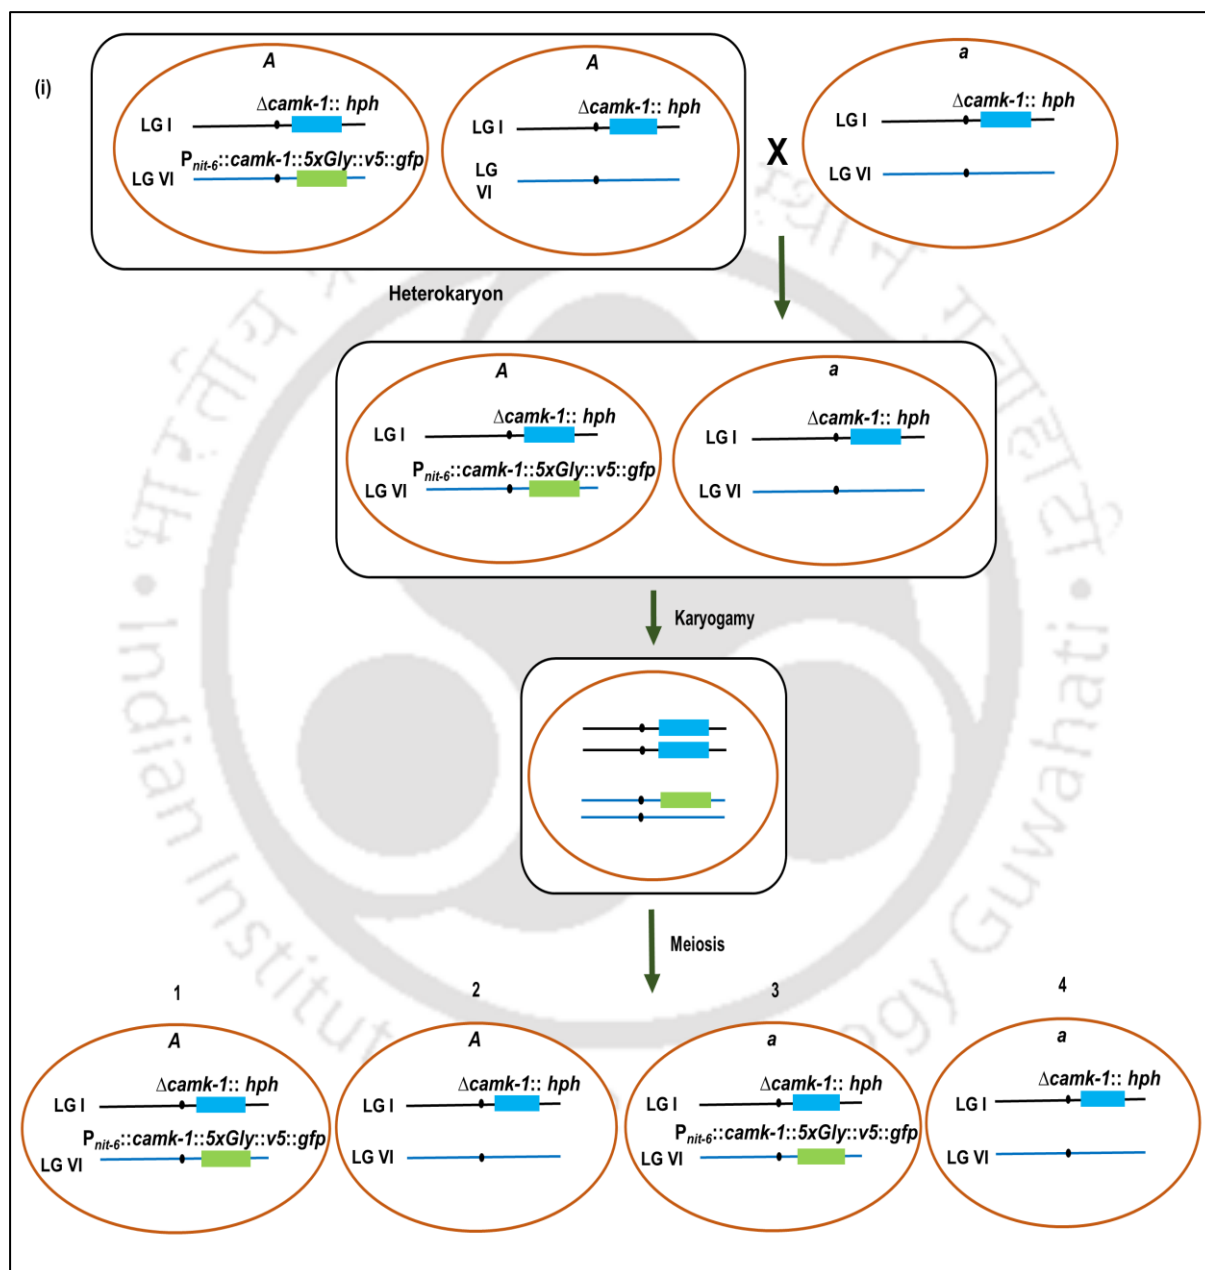 (i)
A
Δcamk-1:: hph
LG I
Pnit-6::camk-1::5xGly::v5::gfp
LG VI
A
Δcamk-1:: hph
LG I
LG
VI
X
a
Δcamk-1:: hph
LG I
LG VI
Heterokaryon
A
Δcamk-1:: hph
LG I
Pnit-6::camk-1::5xGly::v5::gfp
LG VI
a
Δcamk-1:: hph
LG I
LG VI
Karyogamy
Meiosis
1
A
Δcamk-1:: hph
LG I
Pnit-6::camk-1::5xGly::v5::gfp
LG VI
2
A
Δcamk-1:: hph
LG I
LG VI
3
a
Δcamk-1:: hph
LG I
Pnit-6::camk-1::5xGly::v5::gfp
LG VI
4
a
Δcamk-1:: hph
LG I
LG VI
Indian Institu ogy Guwahati